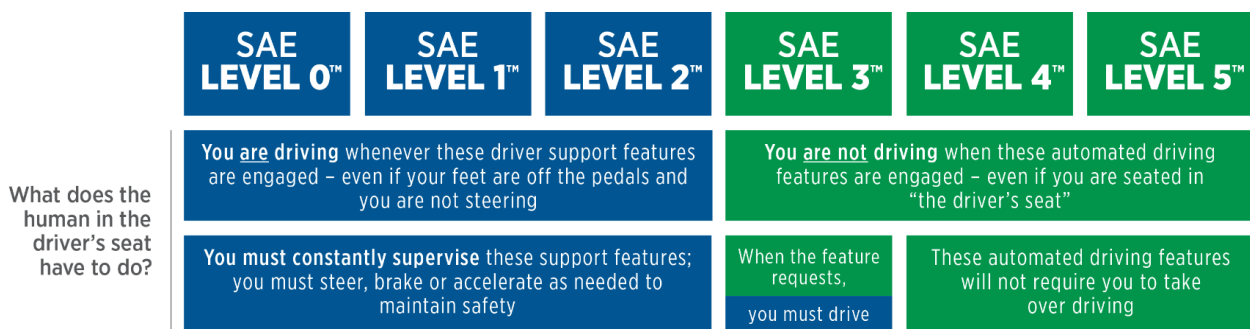 SAE
LEVEL 0™
SAE
LEVEL 1™
SAE
LEVEL 2™
SAE
LEVEL 3™
SAE
LEVEL 4™
SAE
LEVEL 5™
What does the
human in the
driver’s seat
have to do?
You are driving whenever these driver support features
are engaged – even if your feet are off the pedals and
you are not steering
You are not driving when these automated driving
features are engaged – even if you are seated in
“the driver’s seat”
You must constantly supervise these support features;
you must steer, brake or accelerate as needed to
maintain safety
When the feature
requests,
you must drive
These automated driving features
will not require you to take
over driving